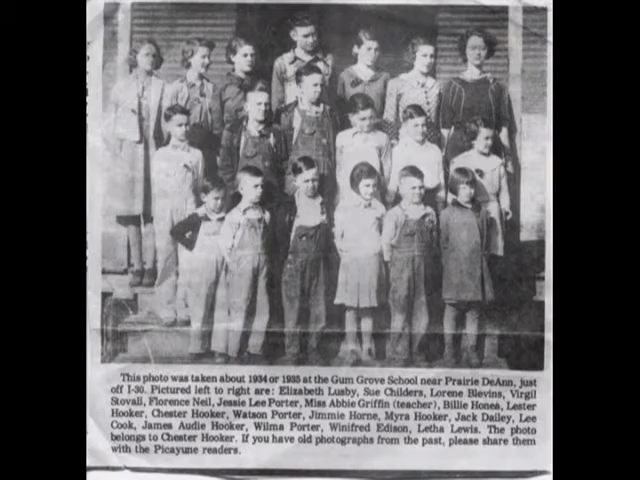 This photo was taken about 1934 or 1935 at the Gum Grove School near Prairie DeAnn, just
off I-30. Pictured left to right are: Elizabeth Lusby, Sue Childers, Lorene Blevins, Virgil
Stovall, Florence Neil, Jessie Lee Porter, Miss Abbie Griffin (teacher), Billie Honea, Lester
Hooker, Chester Hooker, Watson Porter, Jimmie Horne, Myra Hooker, Jack Dailey, Lee
Cook, James Audie Hooker, Wilma Porter, Winifred Edison, Letha Lewis. The photo
belongs to Chester Hooker. If you have old photographs from the past, please share them
with the Picayune readers.